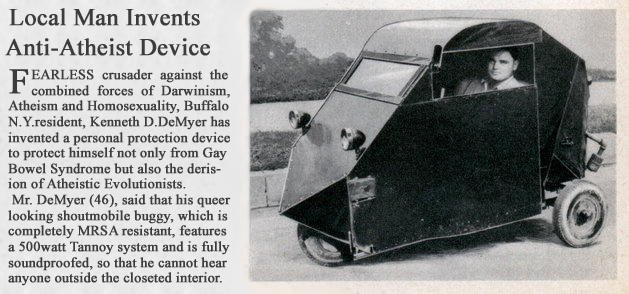 Local Man Invents
Anti-Atheist Device
FEARLESS crusader against the
combined forces of Darwinism,
Atheism and Homosexuality, Buffalo
N.Y.resident, Kenneth D.DeMyer has
invented a personal protection device
to protect himself not only from Gay
Bowel Syndrome but also the deris-
ion of Atheistic Evolutionists.
Mr. DeMyer (46), said that his queer
looking shoutmobile buggy, which is
completely MRSA resistant, features
a 500watt Tannoy system and is fully
soundproofed, so that he cannot hear
anyone outside the closeted interior.